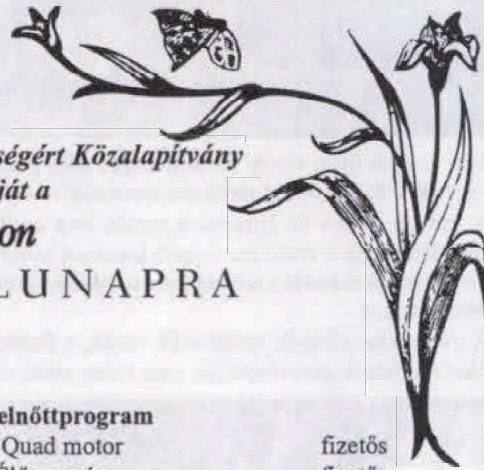 ségért Közalapítvány
ját a
on
LUNAPRA
elnőttprogram
Quad motor fizetős